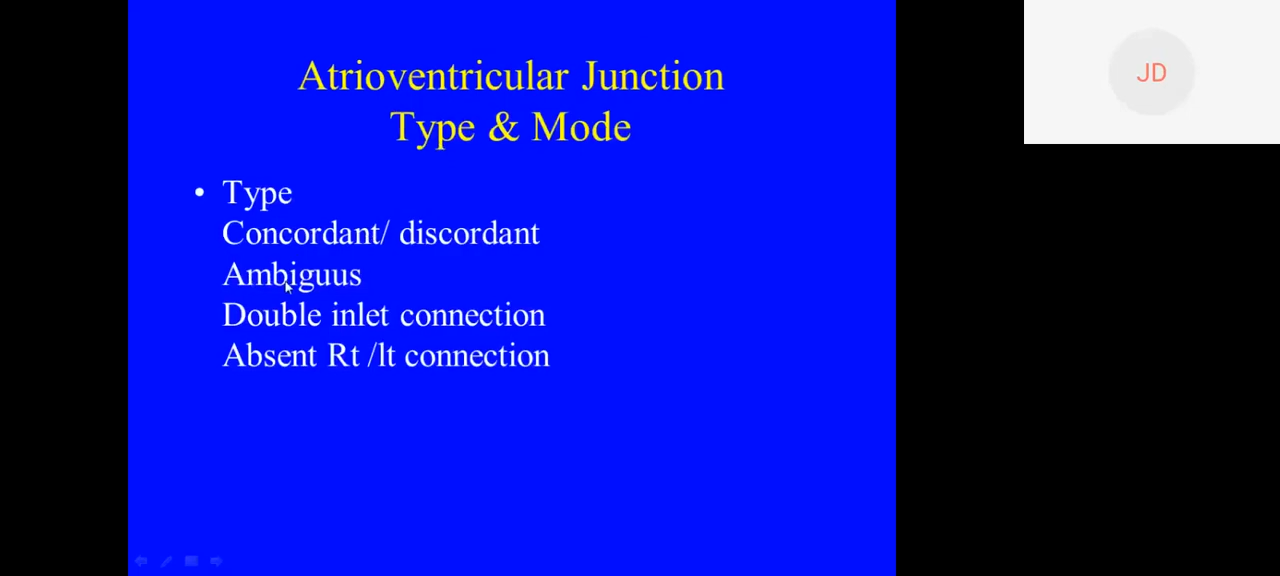 Atrioventricular Junction
Type & Mode
• Type
Concordant/ discordant
Ambiguus
Double inlet connection
Absent Rt /lt connection
JD